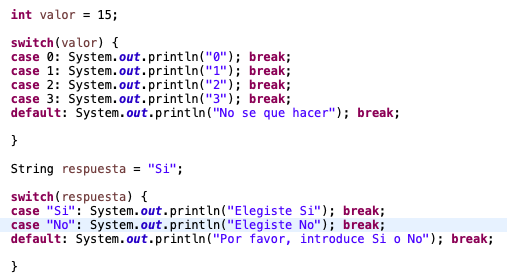 int valor = 15;
switch(valor) {
case 0: System.out.println("0"); break;
case 1: System.out.println("1"); break;
case 2: System.out.println("2"); break;
case 3: System.out.println("3"); break;
default: System.out.println("No se que hacer"); break;
}
String respuesta = "Si";
switch(respuesta) {
case "Si": System.out.println("Elegiste Si"); break;
case "No": System.out.println("Elegiste No"); break;
default: System.out.println("Por favor, introduce Si o No"); break;
}